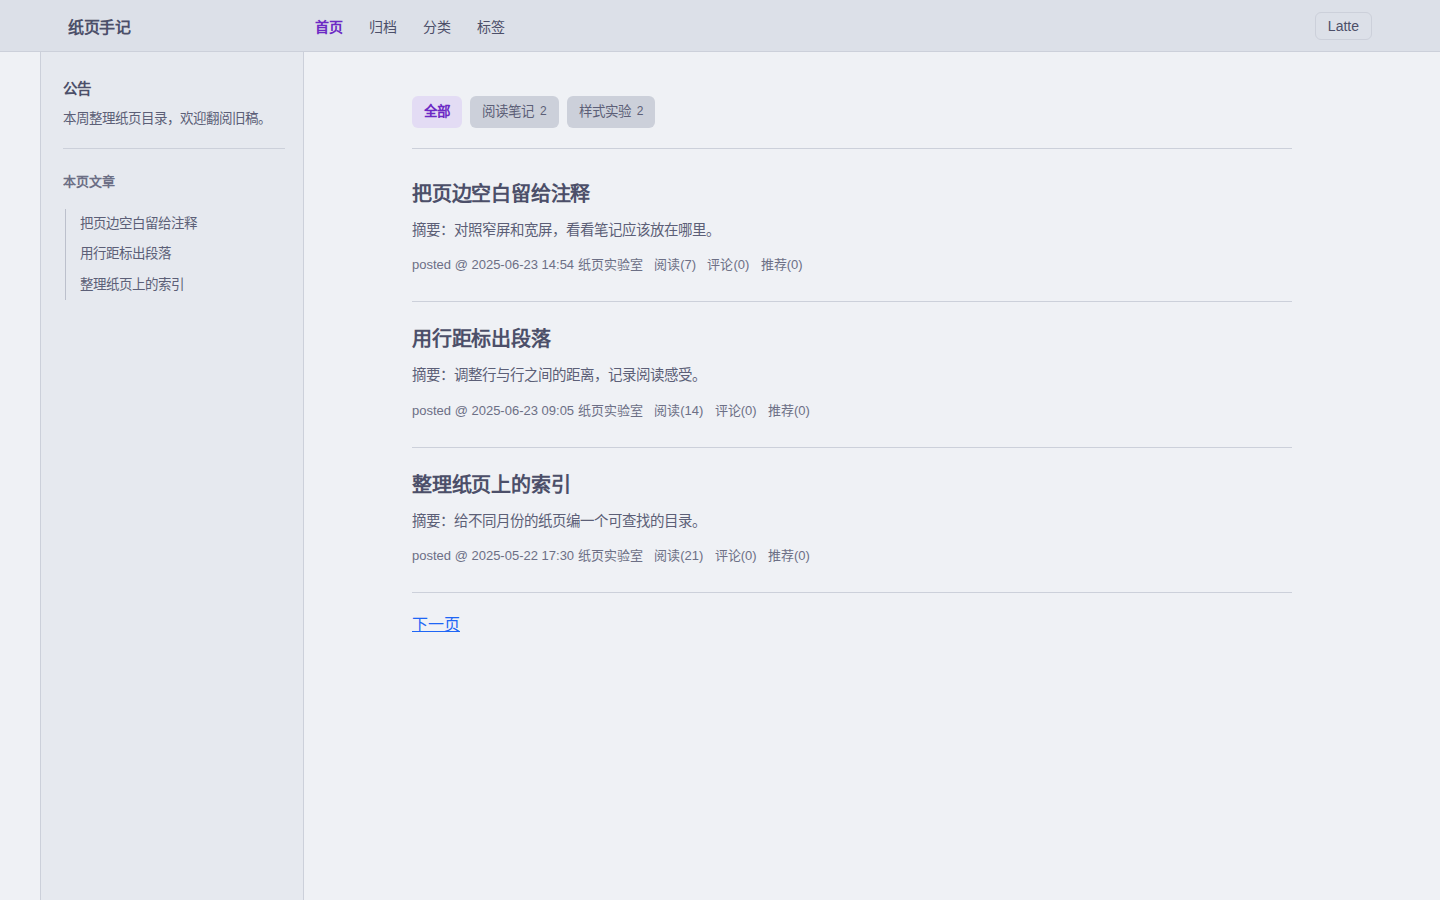 纸页手记
首页 归档 分类 标签
Latte
公告
本周整理纸页目录，欢迎翻阅旧稿。
本页文章
把页边空白留给注释
用行距标出段落
整理纸页上的索引
全部 阅读笔记 2 样式实验 2
把页边空白留给注释
摘要：对照窄屏和宽屏，看看笔记应该放在哪里。
posted @ 2025-06-23 14:54 纸页实验室 阅读(7) 评论(0) 推荐(0)
用行距标出段落
摘要：调整行与行之间的距离，记录阅读感受。
posted @ 2025-06-23 09:05 纸页实验室 阅读(14) 评论(0) 推荐(0)
整理纸页上的索引
摘要：给不同月份的纸页编一个可查找的目录。
posted @ 2025-05-22 17:30 纸页实验室 阅读(21) 评论(0) 推荐(0)
下一页